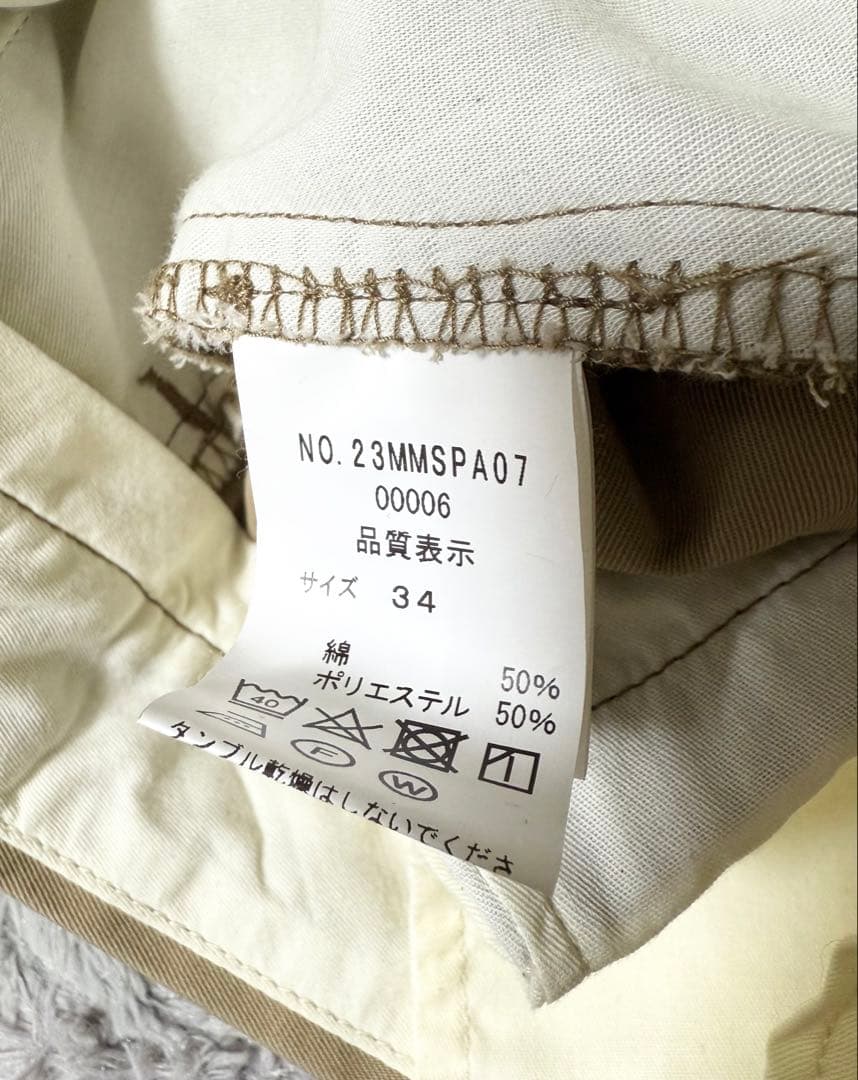 NO.23MMSPA07
00006
品質表示
サイズ 34
綿 50%
ポリエステル 50%
40
F W
タンブル乾燥はしないでくださ